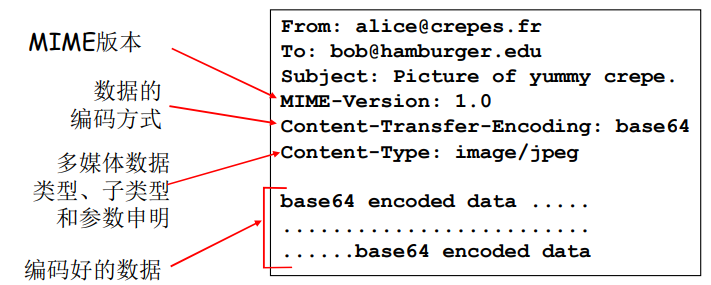 MIME版本
数据的
编码方式
多媒体数据
类型、子类型
和参数申明
编码好的数据
From: alice@crepes.fr
To: bob@hamburger.edu
Subject: Picture of yummy crepe.
MIME-Version: 1.0
Content-Transfer-Encoding: base64
Content-Type: image/jpeg
base64 encoded data .....
.........................
......base64 encoded data